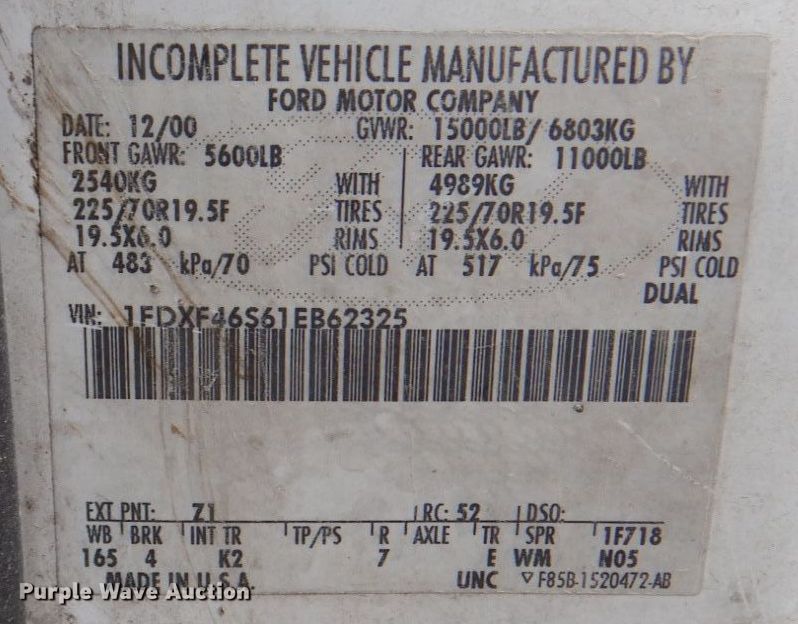 INCOMPLETE VEHICLE MANUFACTURED BY
FORD MOTOR COMPANY
DATE: 12/00 GVWR: 15000LB/ 6803KG
FRONT GAWR: 5600LB REAR GAWR: 11000LB
2540KG WITH 4989KG WITH
225/70R19.5F TIRES 225/70R19.5F TIRES
19.5X6.0 RIMS 19.5X6.0 RIMS
AT 483 kPa/70 PSI COLD AT 517 kPa/75 PSI COLD
DUAL
VIN: 1FDXF46S61EB62325
EXT PNT: Z1 RC: 52 DSO:
WB BRK INT TR TP/PS R AXLE TR SPR 1F718
165 4 K2 7 E WM N05
MADE IN U.S.A. UNC F85B-1520472-AB
Purple Wave Auction